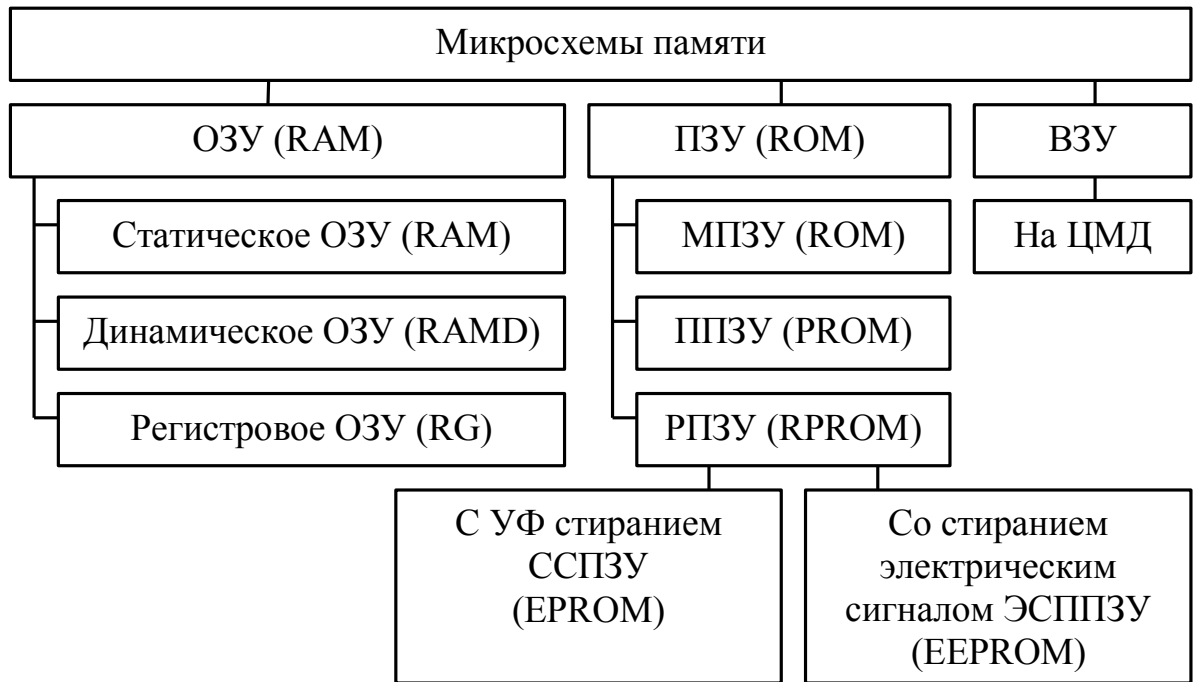 Микросхемы памяти
ОЗУ (RAM)
ПЗУ (ROM)
ВЗУ
Статическое ОЗУ (RAM)
МПЗУ (ROM)
На ЦМД
Динамическое ОЗУ (RAMD)
ППЗУ (PROM)
Регистровое ОЗУ (RG)
РПЗУ (RPROM)
С УФ стиранием
ССПЗУ
(EPROM)
Со стиранием
электрическим
сигналом ЭСППЗУ
(EEPROM)